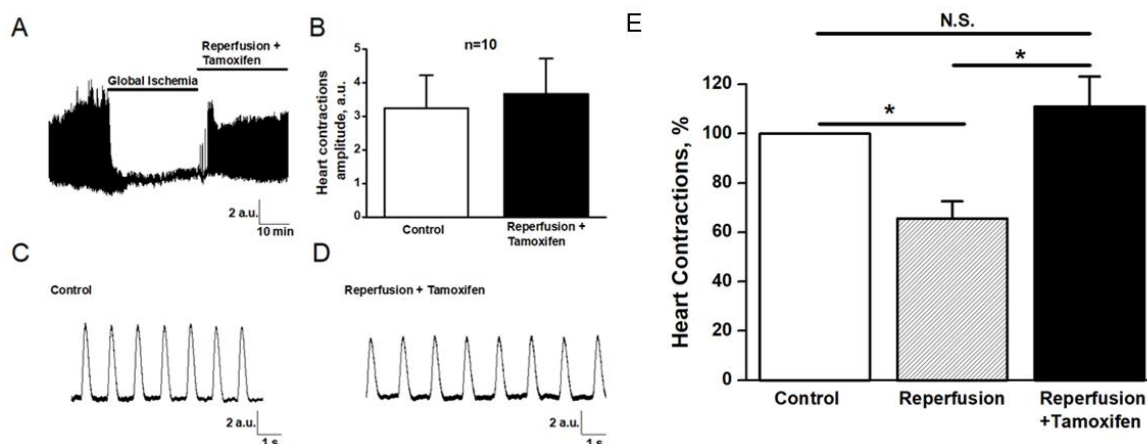 A
Global Ischemia
Reperfusion +
Tamoxifen
2 a.u.
10 min
B
n=10
Heart contractions
amplitude, a.u.
5
4
3
2
1
0
Control
Reperfusion +
Tamoxifen
C
Control
2 a.u.
1 s
D
Reperfusion + Tamoxifen
2 a.u.
1 s
E
N.S.
*
*
Heart Contractions, %
120
100
80
60
40
20
0
Control
Reperfusion
Reperfusion
+Tamoxifen